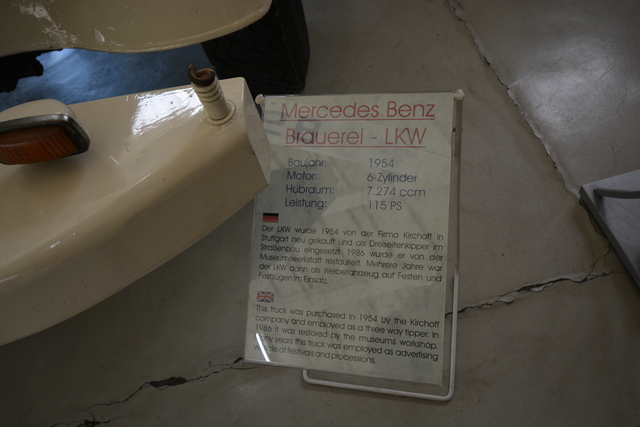 Mercedes Benz
Brauerei - LKW
Baujahr: 1954
Motor: 6-Zylinder
Hubraum: 7.274 ccm
Leistung: 115 PS
Der LKW wurde 1954 von der Firma Kirchoff in
Stuttgart neu gekauft und als Dreiseitenkipper im
Straßenbau eingesetzt. 1986 wurde er von der
Museumswerkstatt restauriert. Mehrere Jahre war
der LKW dann als Werbefahrzeug auf Festen und
Festzügen im Einsatz.
This truck was purchased in 1954 by the Kirchoff
company and employed as a three way tipper. In
1986 it was restored by the museums workshop.
years this truck was employed as advertising
at festivals and processions.